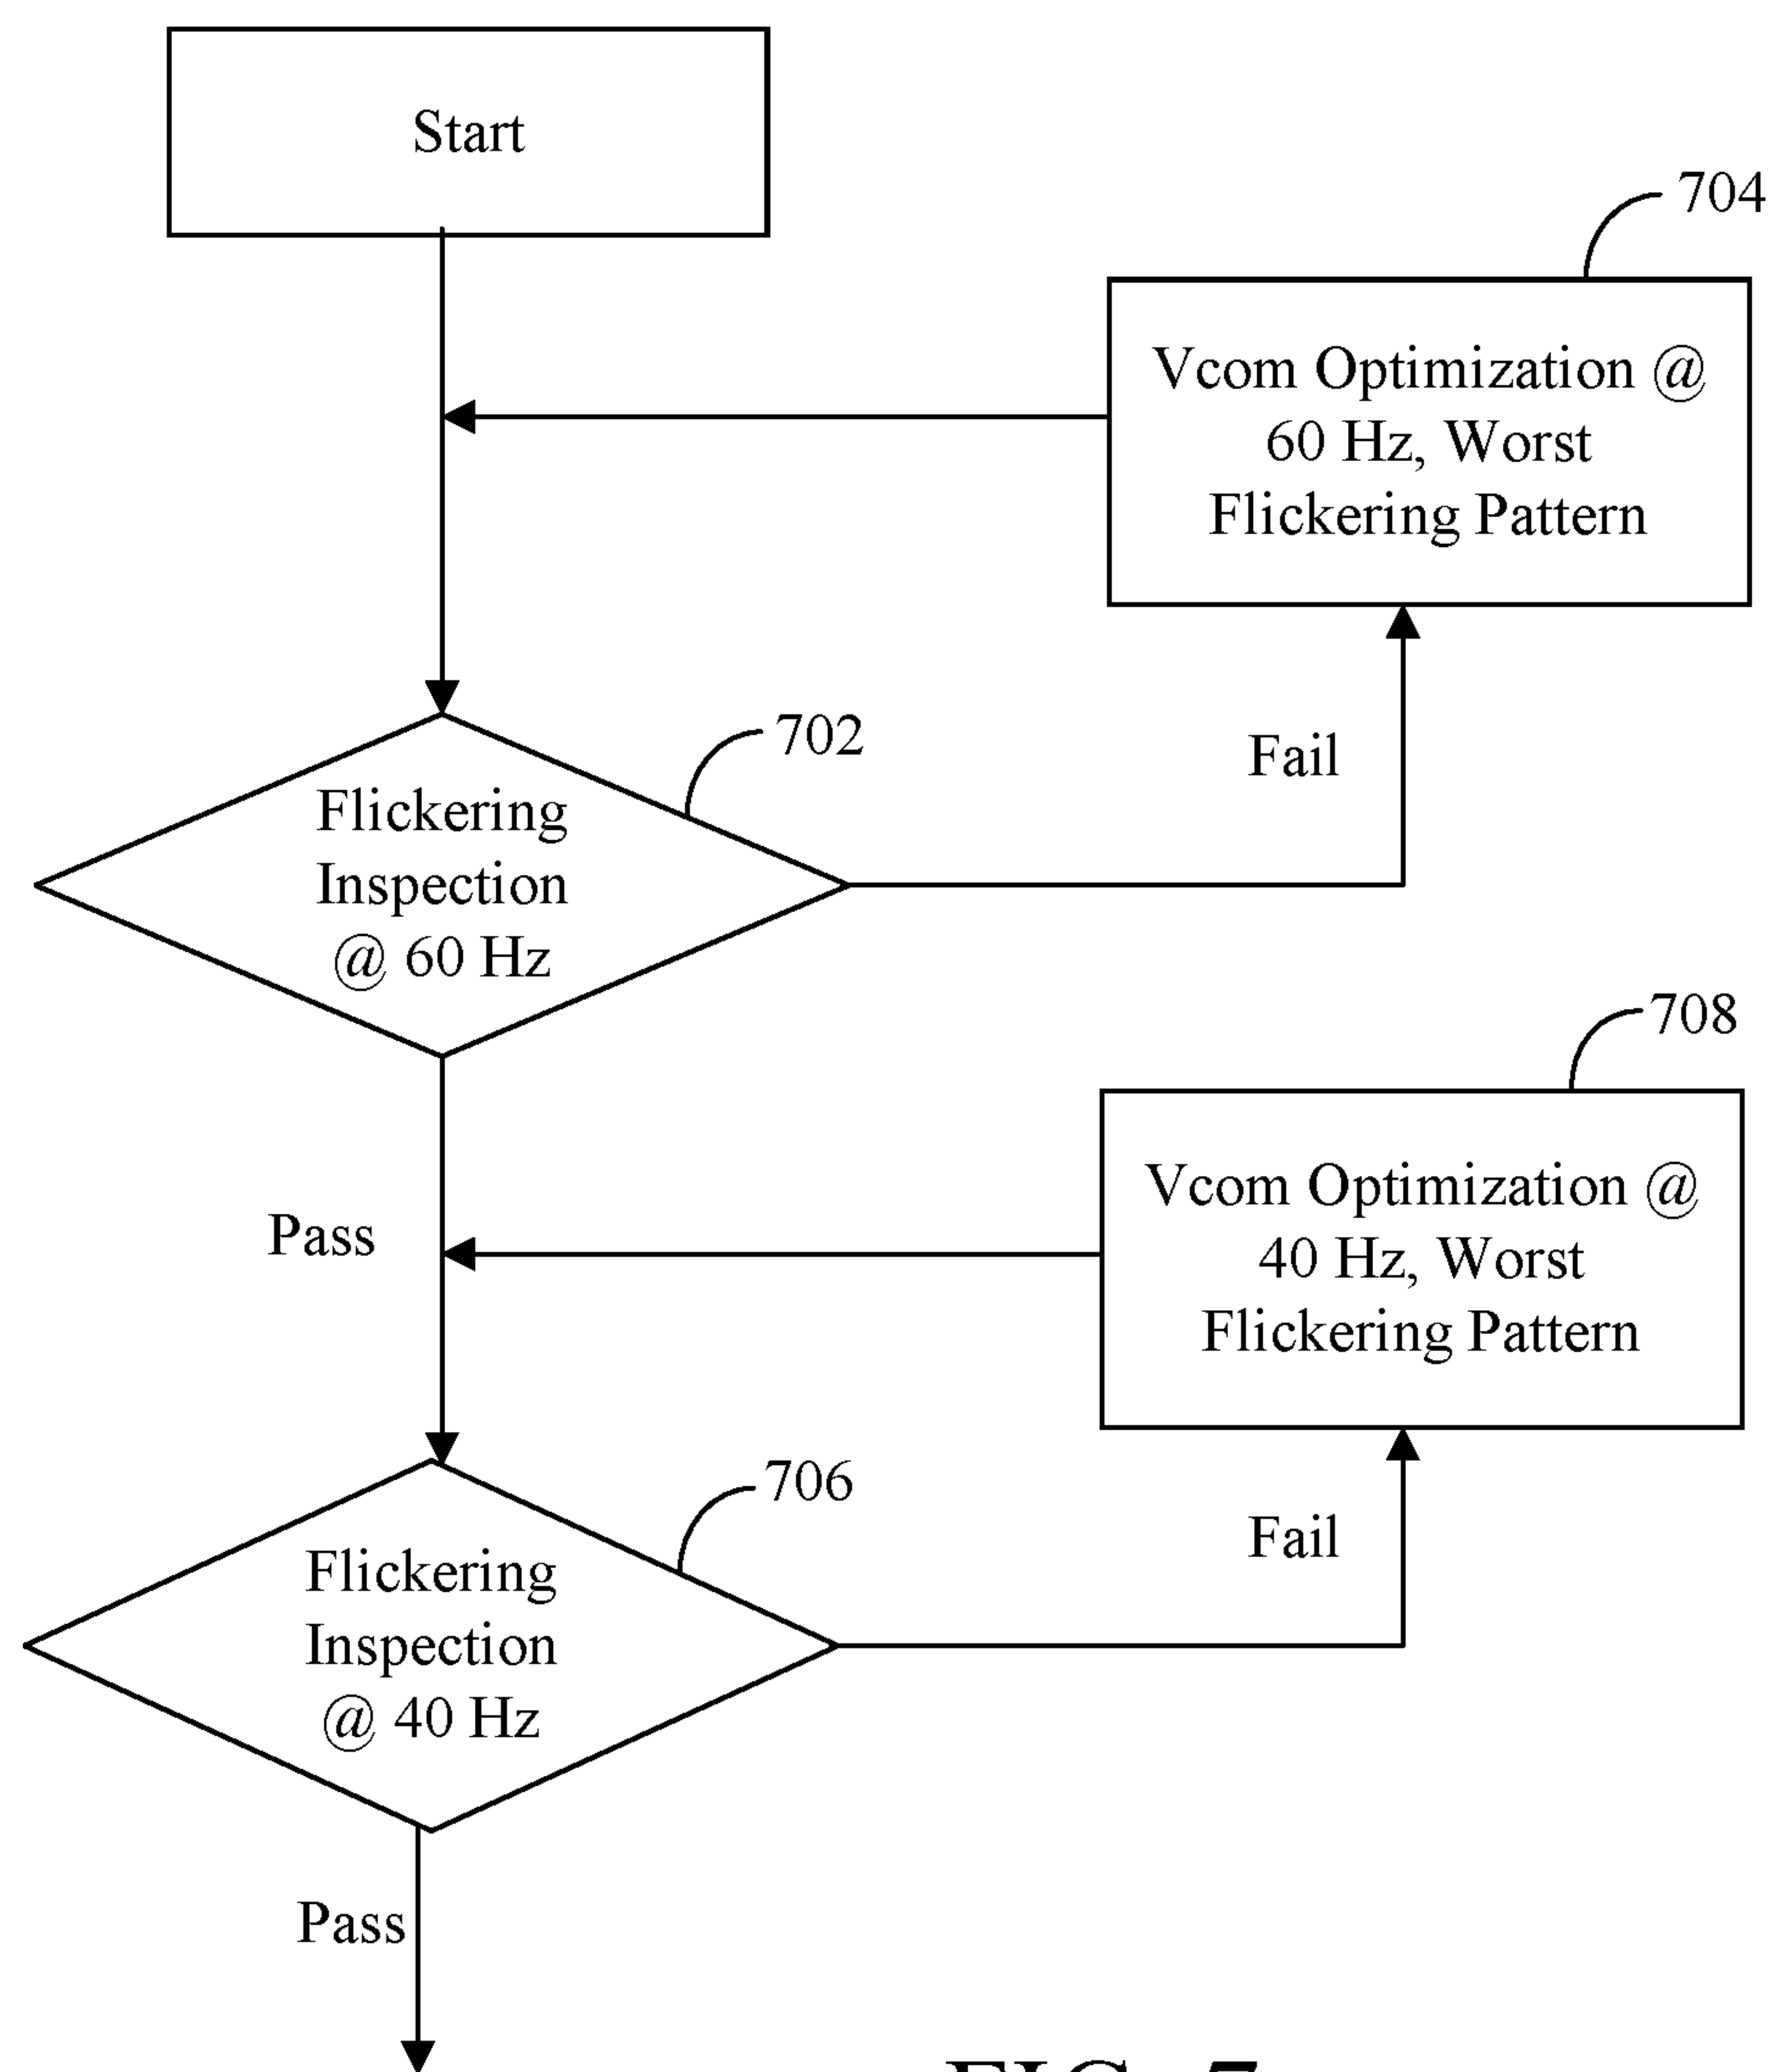 Start
704
Vcom Optimization @
60 Hz, Worst
Flickering Pattern
702
Fail
Flickering
Inspection
@ 60 Hz
708
Vcom Optimization @
40 Hz, Worst
Flickering Pattern
Pass
706
Fail
Flickering
Inspection
@ 40 Hz
Pass